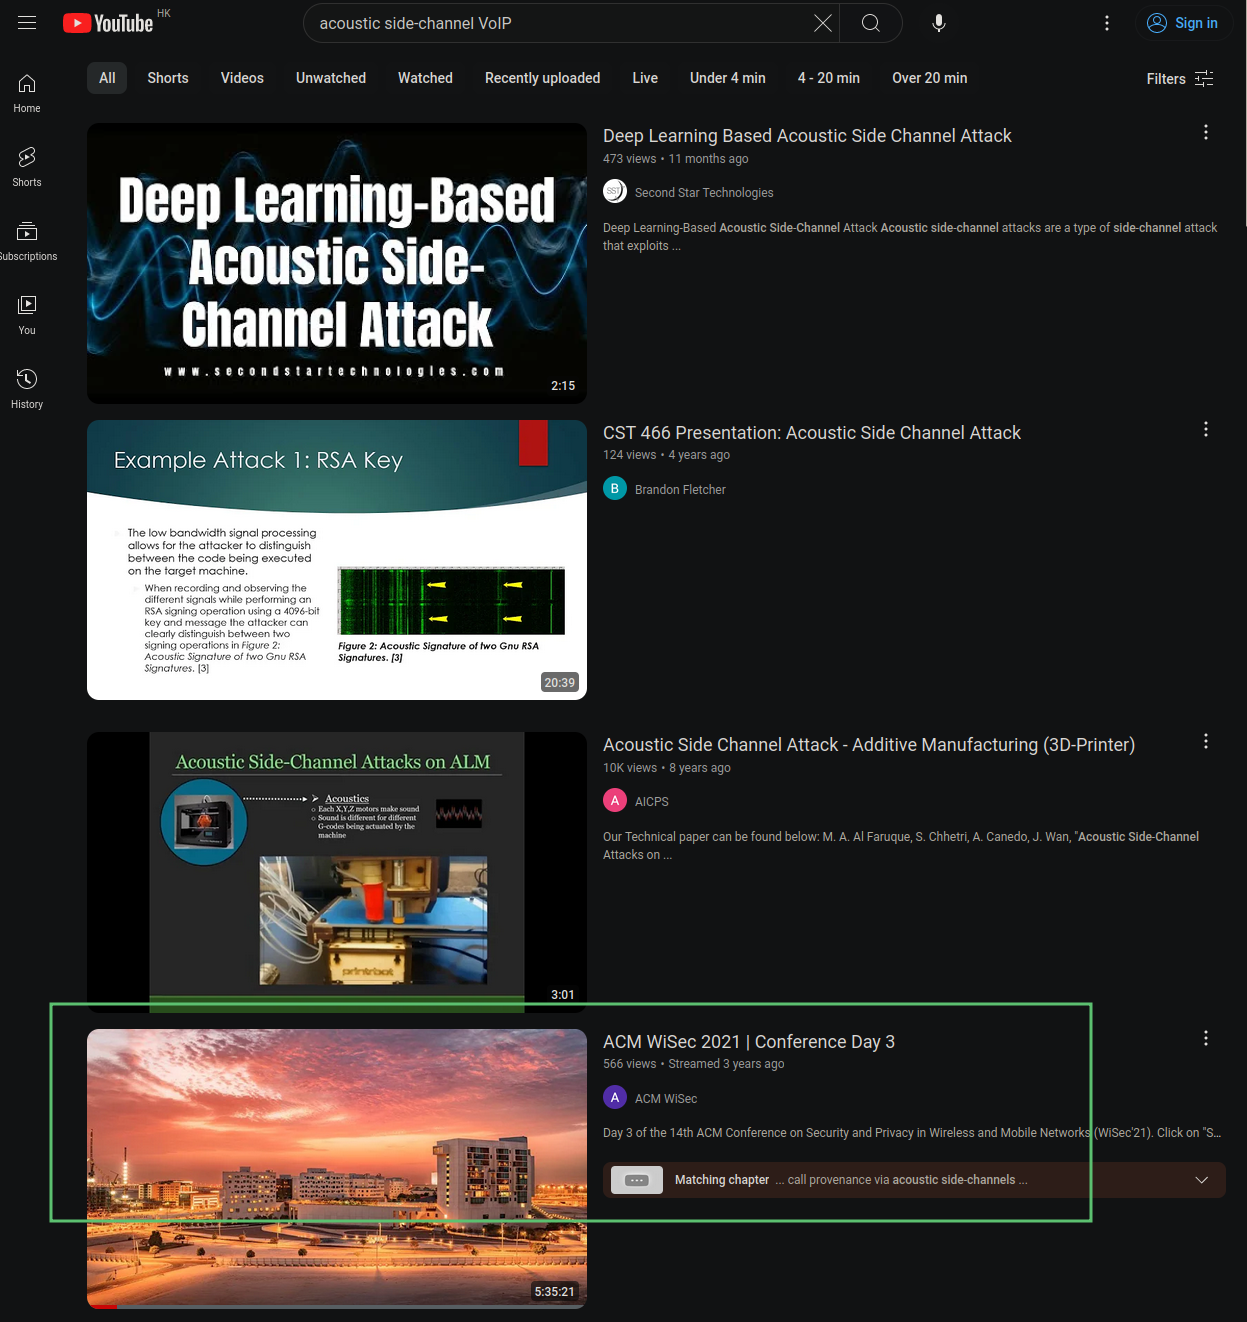 YouTube HK
acoustic side-channel VoIP
Sign in
All Shorts Videos Unwatched Watched Recently uploaded Live Under 4 min 4 - 20 min Over 20 min Filters
Home
Shorts
Subscriptions
You
History
Deep Learning-Based
Acoustic Side-
Channel Attack
www.secondstartechnologies.com
2:15
Deep Learning Based Acoustic Side Channel Attack
473 views • 11 months ago
SST Second Star Technologies
Deep Learning-Based Acoustic Side-Channel Attack Acoustic side-channel attacks are a type of side-channel attack
that exploits ...
Example Attack 1: RSA Key
The low bandwidth signal processing
allows for the attacker to distinguish
between the code being executed
on the target machine.
When recording and observing the
different signals while performing an
RSA signing operation using a 4096-bit
key and message the attacker can
clearly distinguish between two
signing operations in Figure 2:
Acoustic Signature of two Gnu RSA
Signatures. [3]
Figure 2: Acoustic Signature of two Gnu RSA
Signatures. [3]
20:39
CST 466 Presentation: Acoustic Side Channel Attack
124 views • 4 years ago
B Brandon Fletcher
Acoustic Side-Channel Attacks on ALM
Acoustics
Each X,Y,Z motors make sound
Sound is different for different
G-codes being actuated by the
machine
printrbot
3:01
Acoustic Side Channel Attack - Additive Manufacturing (3D-Printer)
10K views • 8 years ago
A AICPS
Our Technical paper can be found below: M. A. Al Faruque, S. Chhetri, A. Canedo, J. Wan, "Acoustic Side-Channel
Attacks on ...
5:35:21
ACM WiSec 2021 | Conference Day 3
566 views • Streamed 3 years ago
A ACM WiSec
Day 3 of the 14th ACM Conference on Security and Privacy in Wireless and Mobile Networks (WiSec'21). Click on "S...
Matching chapter ... call provenance via acoustic side-channels ...